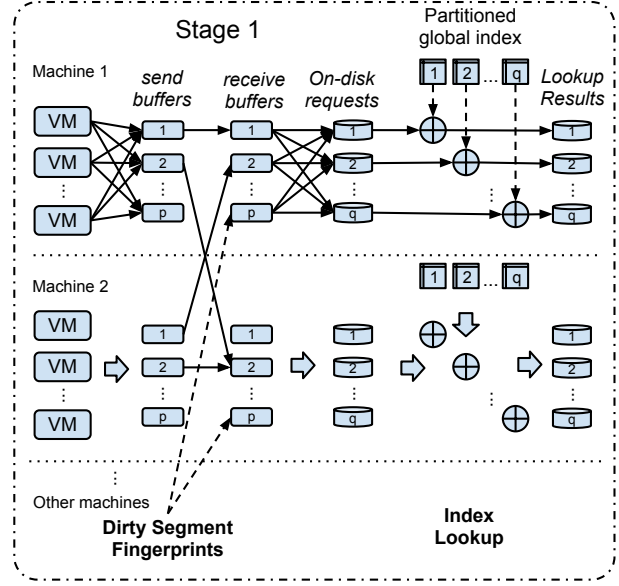 Stage 1
Partitioned
global index
Machine 1
send
buffers
receive
buffers
On-disk
requests
1 2 ... q
Lookup
Results
VM 1 1 1 1
VM 2 2 2 2
... ... ... ... ... ...
VM p p q q
Machine 2
1 2 ... q
VM 1 1 1 1
VM 2 2 2 2
... ... ... ... ... ...
VM p p q q
...
Other machines
Dirty Segment
Fingerprints
Index
Lookup